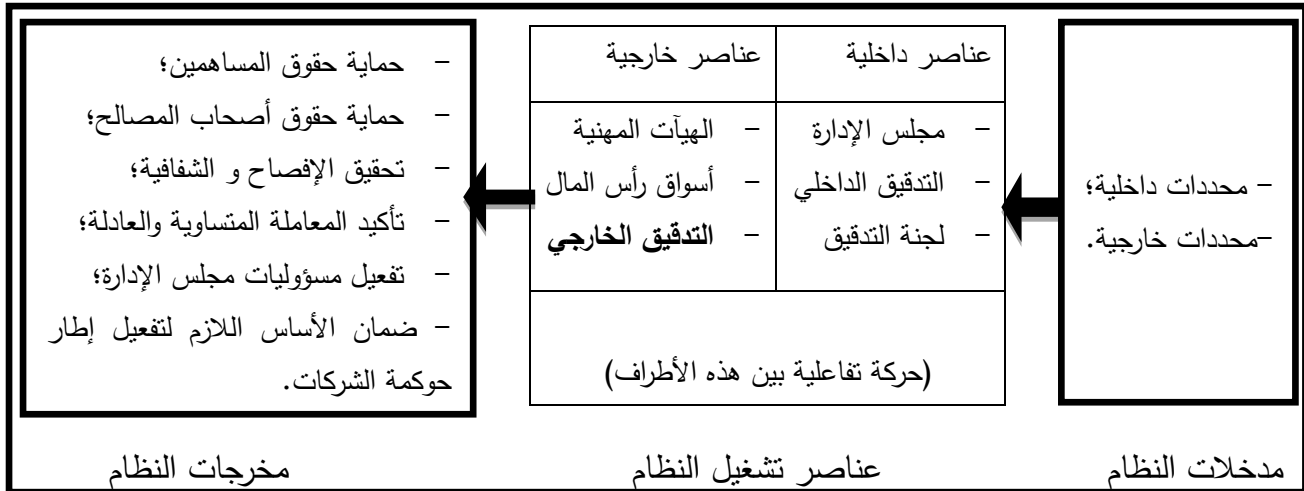 – محددات داخلية؛
–محددات خارجية.
مدخلات النظام
عناصر داخلية
– مجلس الإدارة
– التدقيق الداخلي
– لجنة التدقيق
عناصر خارجية
– الهيآت المهنية
– أسواق رأس المال
– التدقيق الخارجي
(حركة تفاعلية بين هذه الأطراف)
عناصر تشغيل النظام
– حماية حقوق المساهمين؛
– حماية حقوق أصحاب المصالح؛
– تحقيق الإفصاح و الشفافية؛
– تأكيد المعاملة المتساوية والعادلة؛
– تفعيل مسؤوليات مجلس الإدارة؛
– ضمان الأساس اللازم لتفعيل إطار
حوكمة الشركات.
مخرجات النظام